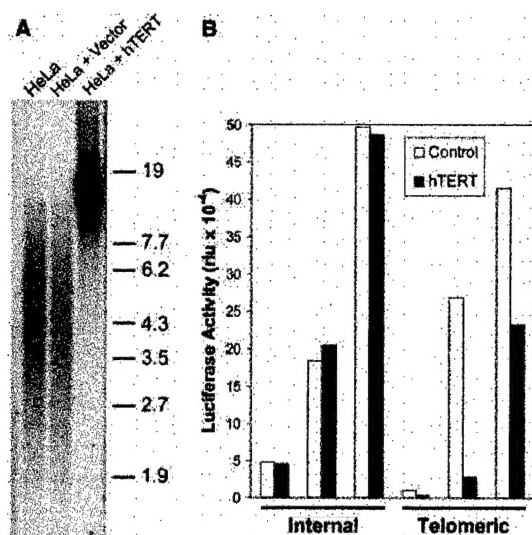 A
HeLa
HeLa + Vector
HeLa + hTERT
19
7.7
6.2
4.3
3.5
2.7
1.9
B
Luciferase Activity (rlu x 10⁻⁴)
50
45
40
35
30
25
20
15
10
5
0
Control
hTERT
Internal
Telomeric